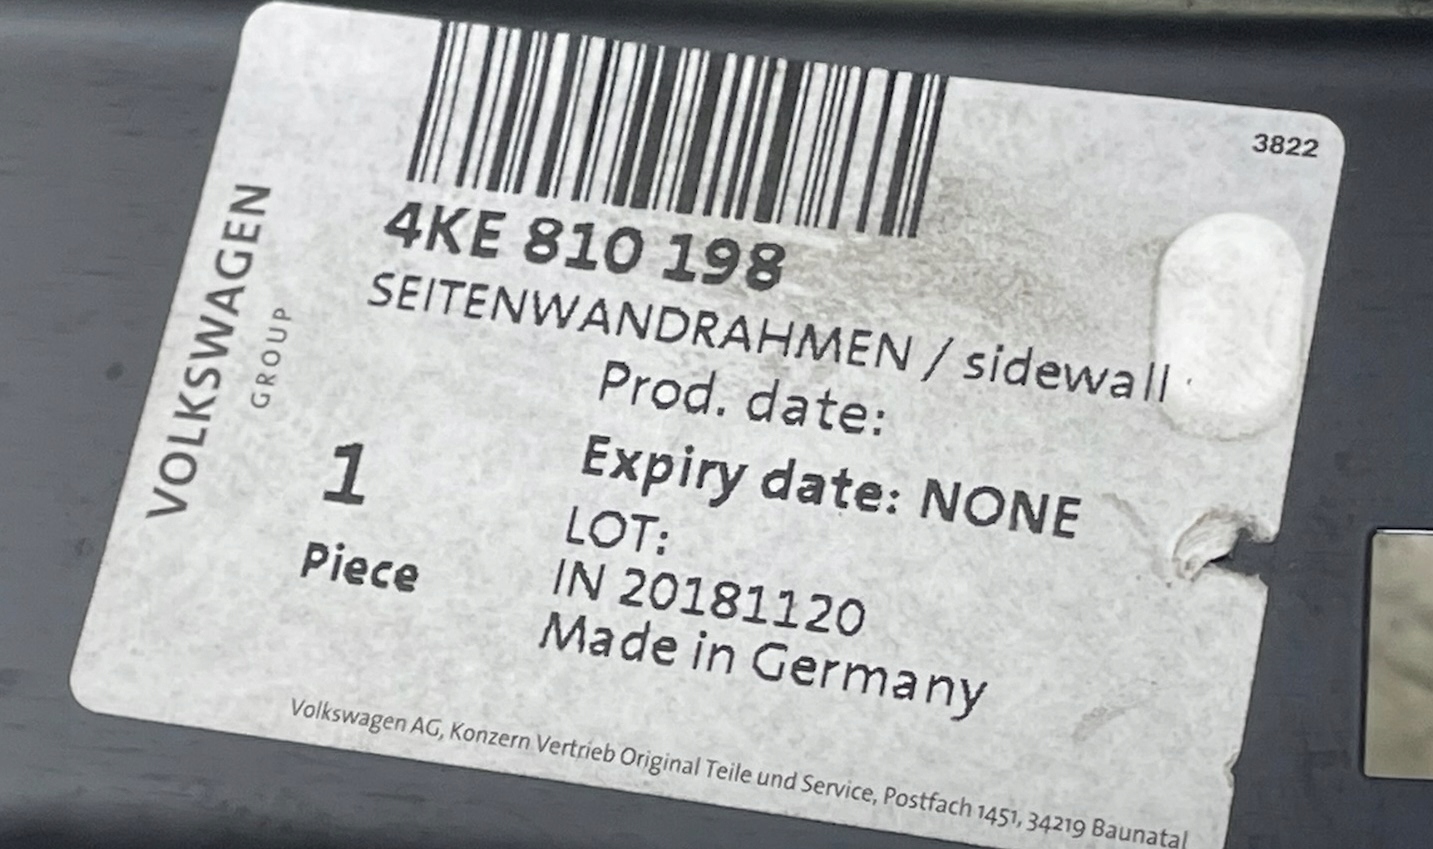 3822
4KE 810 198
SEITENWANDRAHMEN / sidewall
Prod. date:
Expiry date: NONE
LOT:
IN 20181120
Made in Germany
1
Piece
VOLKSWAGEN
GROUP
Volkswagen AG, Konzern Vertrieb Original Teile und Service, Postfach 1451, 34219 Baunatal